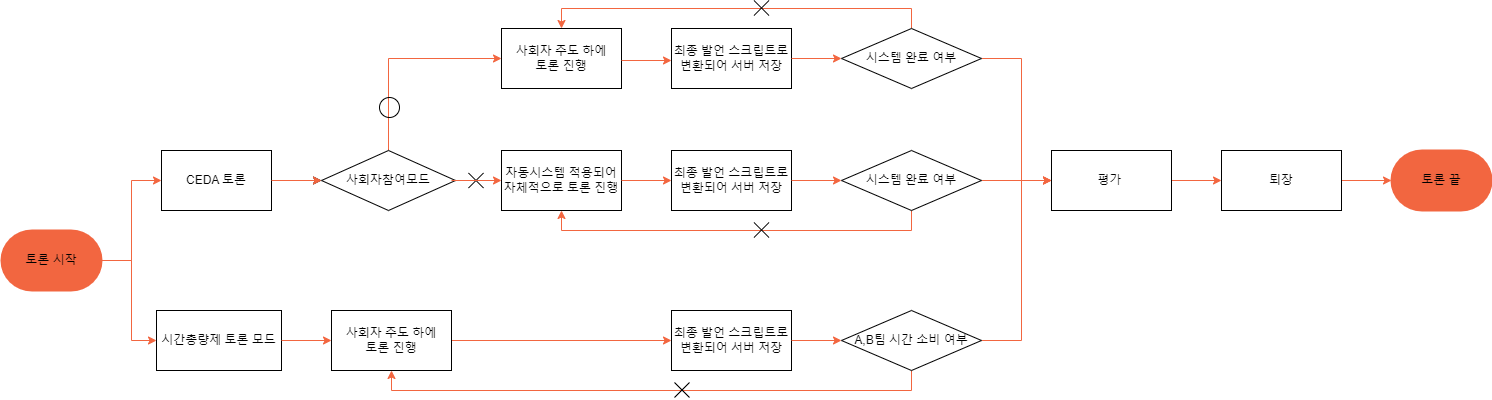 사회자 주도 하에
토론 진행
최종 발언 스크립트로
변환되어 서버 저장
시스템 완료 여부
CEDA 토론
사회자참여모드
자동시스템 적용되어
자체적으로 토론 진행
최종 발언 스크립트로
변환되어 서버 저장
시스템 완료 여부
평가
퇴장
토론 끝
토론 시작
시간총량제 토론 모드
사회자 주도 하에
토론 진행
최종 발언 스크립트로
변환되어 서버 저장
A,B팀 시간 소비 여부